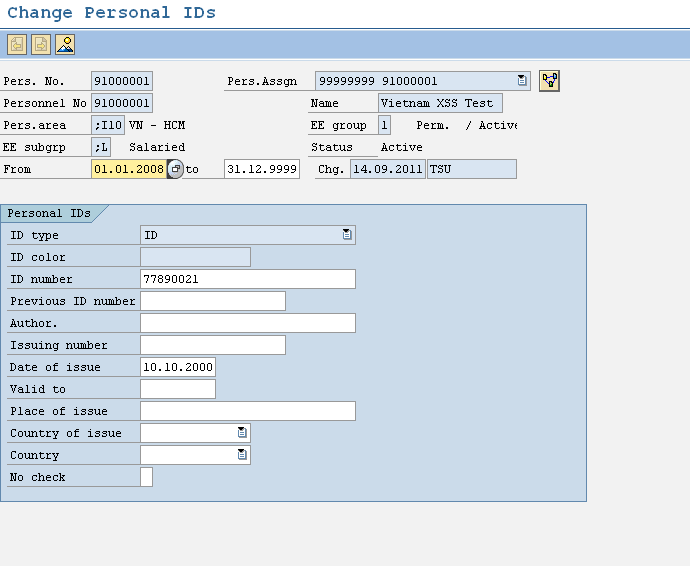 Change Personal IDs
Pers. No. 91000001 Pers.Assgn 99999999 91000001
Personnel No 91000001 Name Vietnam XSS Test
Pers.area ;I10 VN - HCM EE group 1 Perm. / Active
EE subgrp ;L Salaried Status Active
From 01.01.2008 to 31.12.9999 Chg. 14.09.2011 TSU
Personal IDs
ID type ID
ID color
ID number 77890021
Previous ID number
Author.
Issuing number
Date of issue 10.10.2000
Valid to
Place of issue
Country of issue
Country
No check